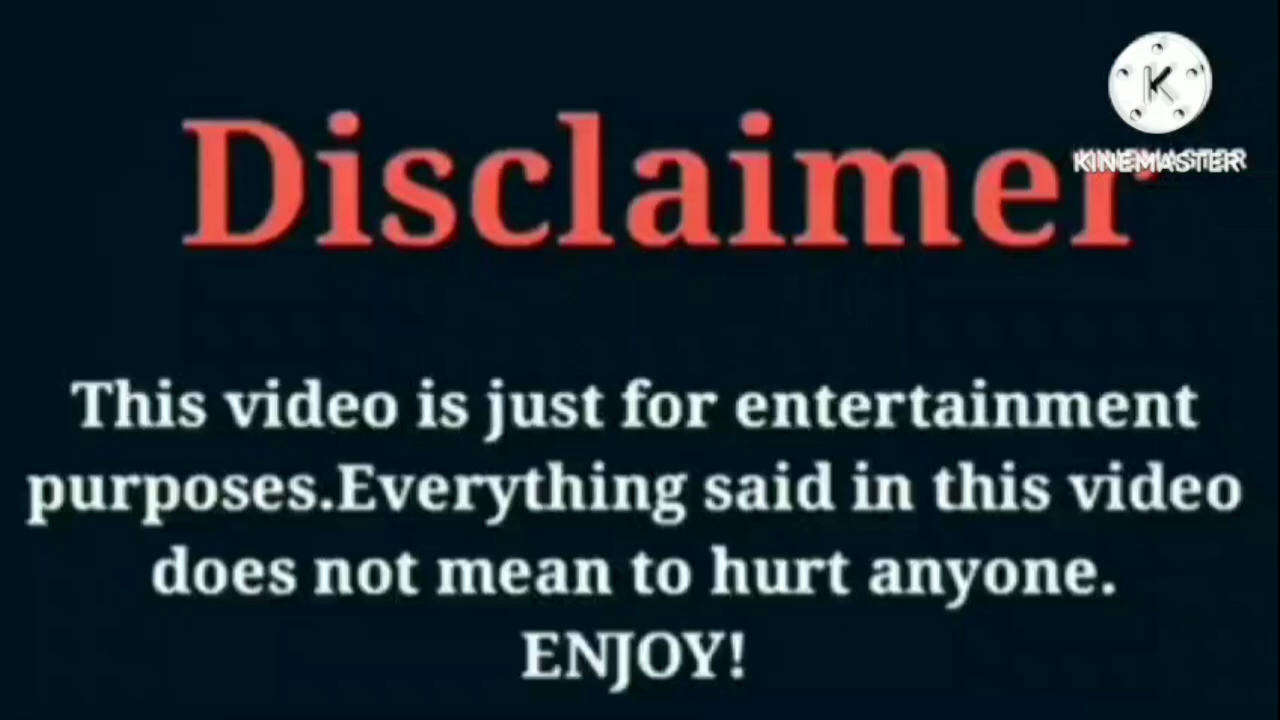 K
KINEMASTER
Disclaimer
This video is just for entertainment
purposes.Everything said in this video
does not mean to hurt anyone.
ENJOY!